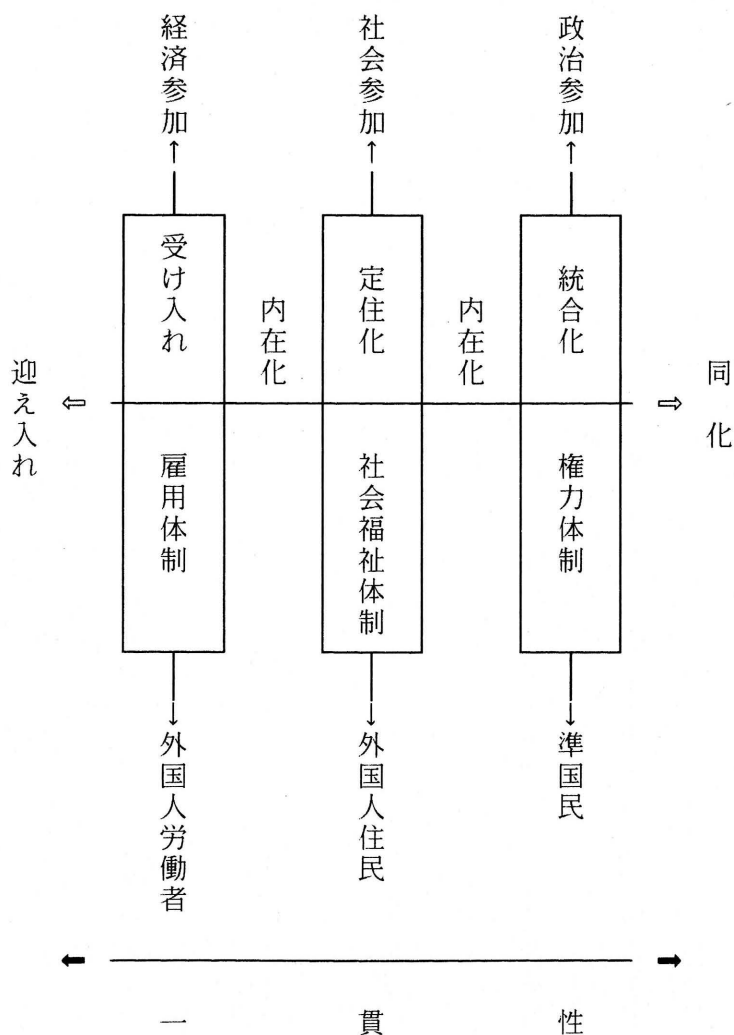 経済参加
社会参加
政治参加
受け入れ
定住化
統合化
内在化
内在化
迎え入れ
⇦
⇨
同化
雇用体制
社会福祉体制
権力体制
外国人労働者
外国人住民
準国民
一貫性